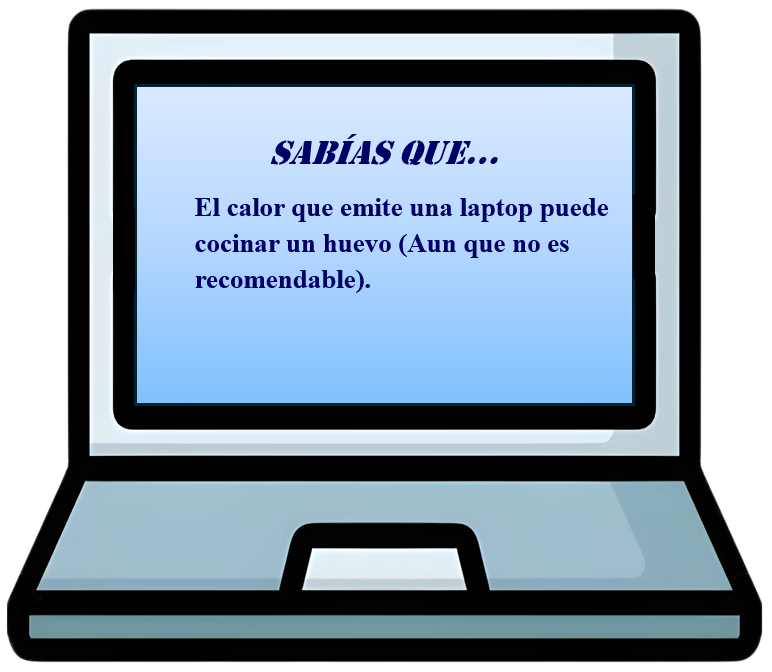 SABÍAS QUE...
El calor que emite una laptop puede
cocinar un huevo (Aun que no es
recomendable).